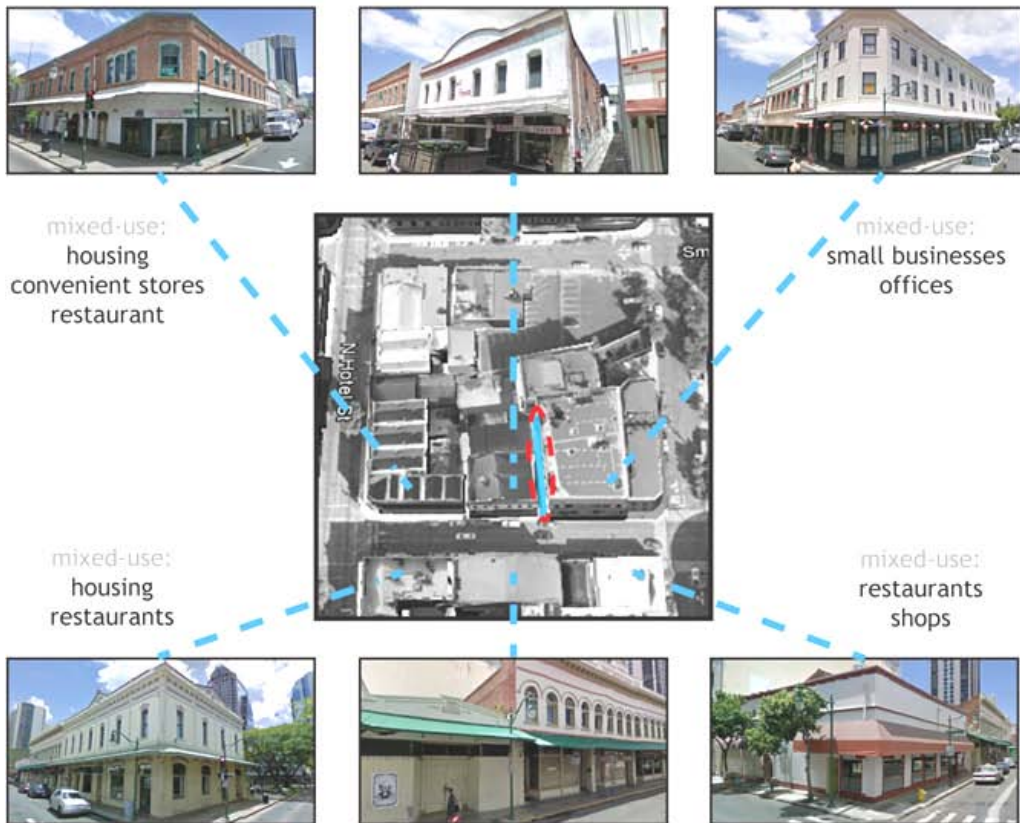 mixed-use:
housing
convenient stores
restaurant
mixed-use:
small businesses
offices
Sm
N Hotel St
mixed-use:
housing
restaurants
mixed-use:
restaurants
shops